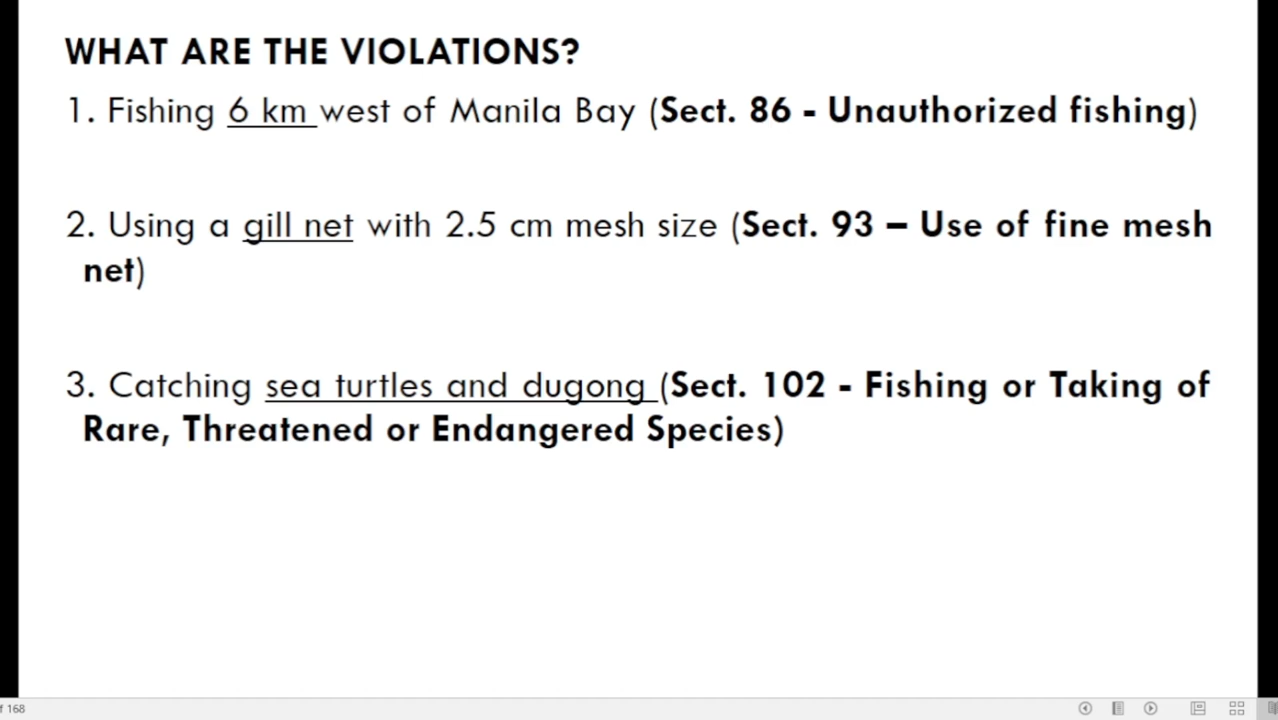 WHAT ARE THE VIOLATIONS?
1. Fishing 6 km west of Manila Bay (Sect. 86 - Unauthorized fishing)
2. Using a gill net with 2.5 cm mesh size (Sect. 93 – Use of fine mesh
net)
3. Catching sea turtles and dugong (Sect. 102 - Fishing or Taking of
Rare, Threatened or Endangered Species)
f 168